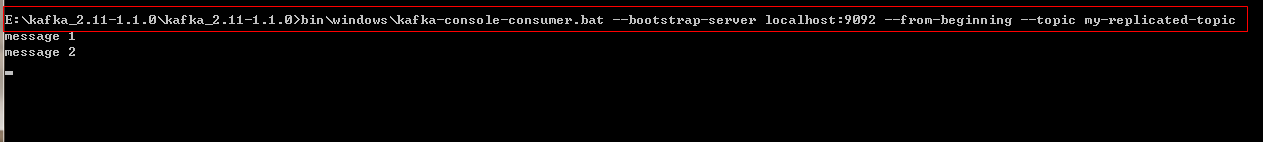 E:\kafka_2.11-1.1.0\kafka_2.11-1.1.0>bin\windows\kafka-console-consumer.bat --bootstrap-server localhost:9092 --from-beginning --topic my-replicated-topic
message 1
message 2